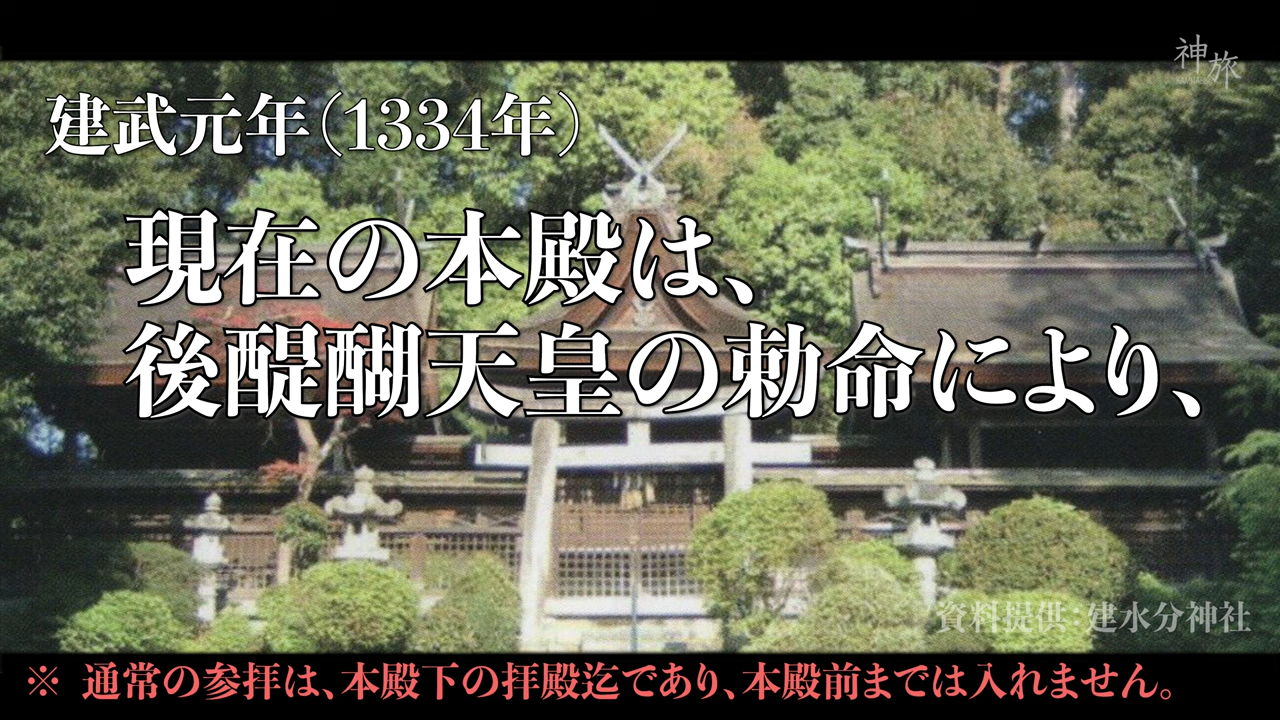 神旅
建武元年(1334年)
現在の本殿は、
後醍醐天皇の勅命により、
資料提供:建水分神社
※ 通常の参拝は、本殿下の拝殿迄であり、本殿前までは入れません。